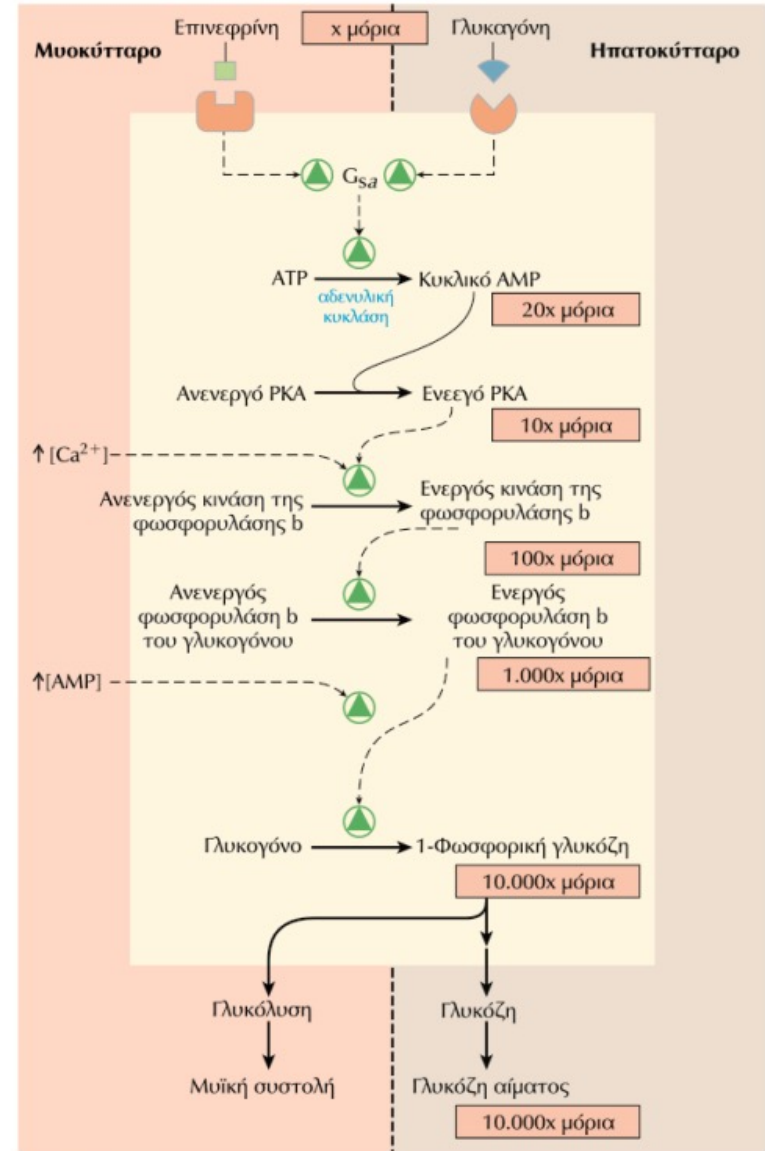 Επινεφρίνη
x μόρια
Γλυκαγόνη
Μυοκύτταρο
Ηπατοκύτταρο
Gsa
ATP
Κυκλικό AMP
αδενυλική
κυκλάση
20x μόρια
Ανενεργό PKA
Ενεεγό PKA
10x μόρια
↑[Ca²⁺]
Ανενεργός κινάση της
φωσφορυλάσης b
Ενεργός κινάση της
φωσφορυλάσης b
100x μόρια
Ανενεργός
φωσφορυλάση b
του γλυκογόνου
Ενεργός
φωσφορυλάση b
του γλυκογόνου
1.000x μόρια
↑[AMP]
Γλυκογόνο
1-Φωσφορική γλυκόζη
10.000x μόρια
Γλυκόλυση
Γλυκόζη
Μυϊκή συστολή
Γλυκόζη αίματος
10.000x μόρια